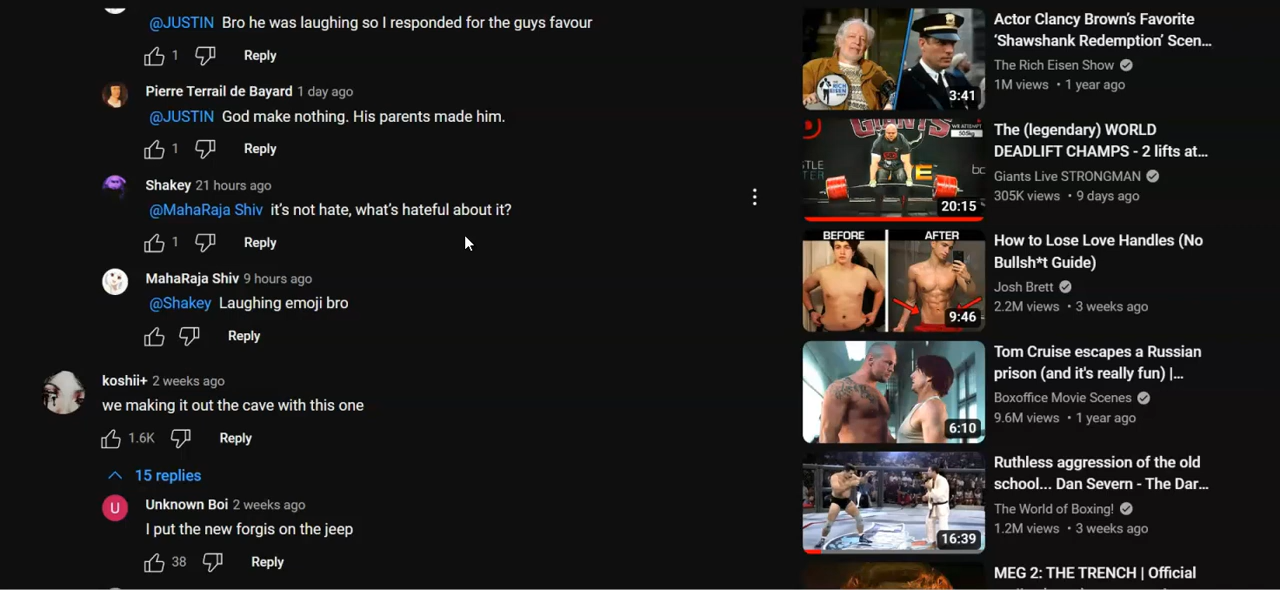 @JUSTIN Bro he was laughing so I responded for the guys favour
1 Reply
Pierre Terrail de Bayard 1 day ago
@JUSTIN God make nothing. His parents made him.
1 Reply
Shakey 21 hours ago
@MahaRaja Shiv it's not hate, what's hateful about it?
1 Reply
MahaRaja Shiv 9 hours ago
@Shakey Laughing emoji bro
Reply
koshii+ 2 weeks ago
we making it out the cave with this one
1.6K Reply
15 replies
U
Unknown Boi 2 weeks ago
I put the new forgis on the jeep
38 Reply
3:41
Actor Clancy Brown's Favorite
'Shawshank Redemption' Scen...
The Rich Eisen Show
1M views • 1 year ago
GIANTS
20:15
The (legendary) WORLD
DEADLIFT CHAMPS - 2 lifts at...
Giants Live STRONGMAN
305K views • 9 days ago
BEFORE AFTER
9:46
How to Lose Love Handles (No
Bullsh*t Guide)
Josh Brett
2.2M views • 3 weeks ago
6:10
Tom Cruise escapes a Russian
prison (and it's really fun) |...
Boxoffice Movie Scenes
9.6M views • 1 year ago
16:39
Ruthless aggression of the old
school... Dan Severn - The Dar...
The World of Boxing!
1.2M views • 3 weeks ago
MEG 2: THE TRENCH | Official